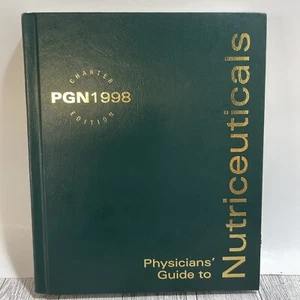 CHARTER
PGN1998
EDITION
Physicians'
Guide to
Nutriceuticals